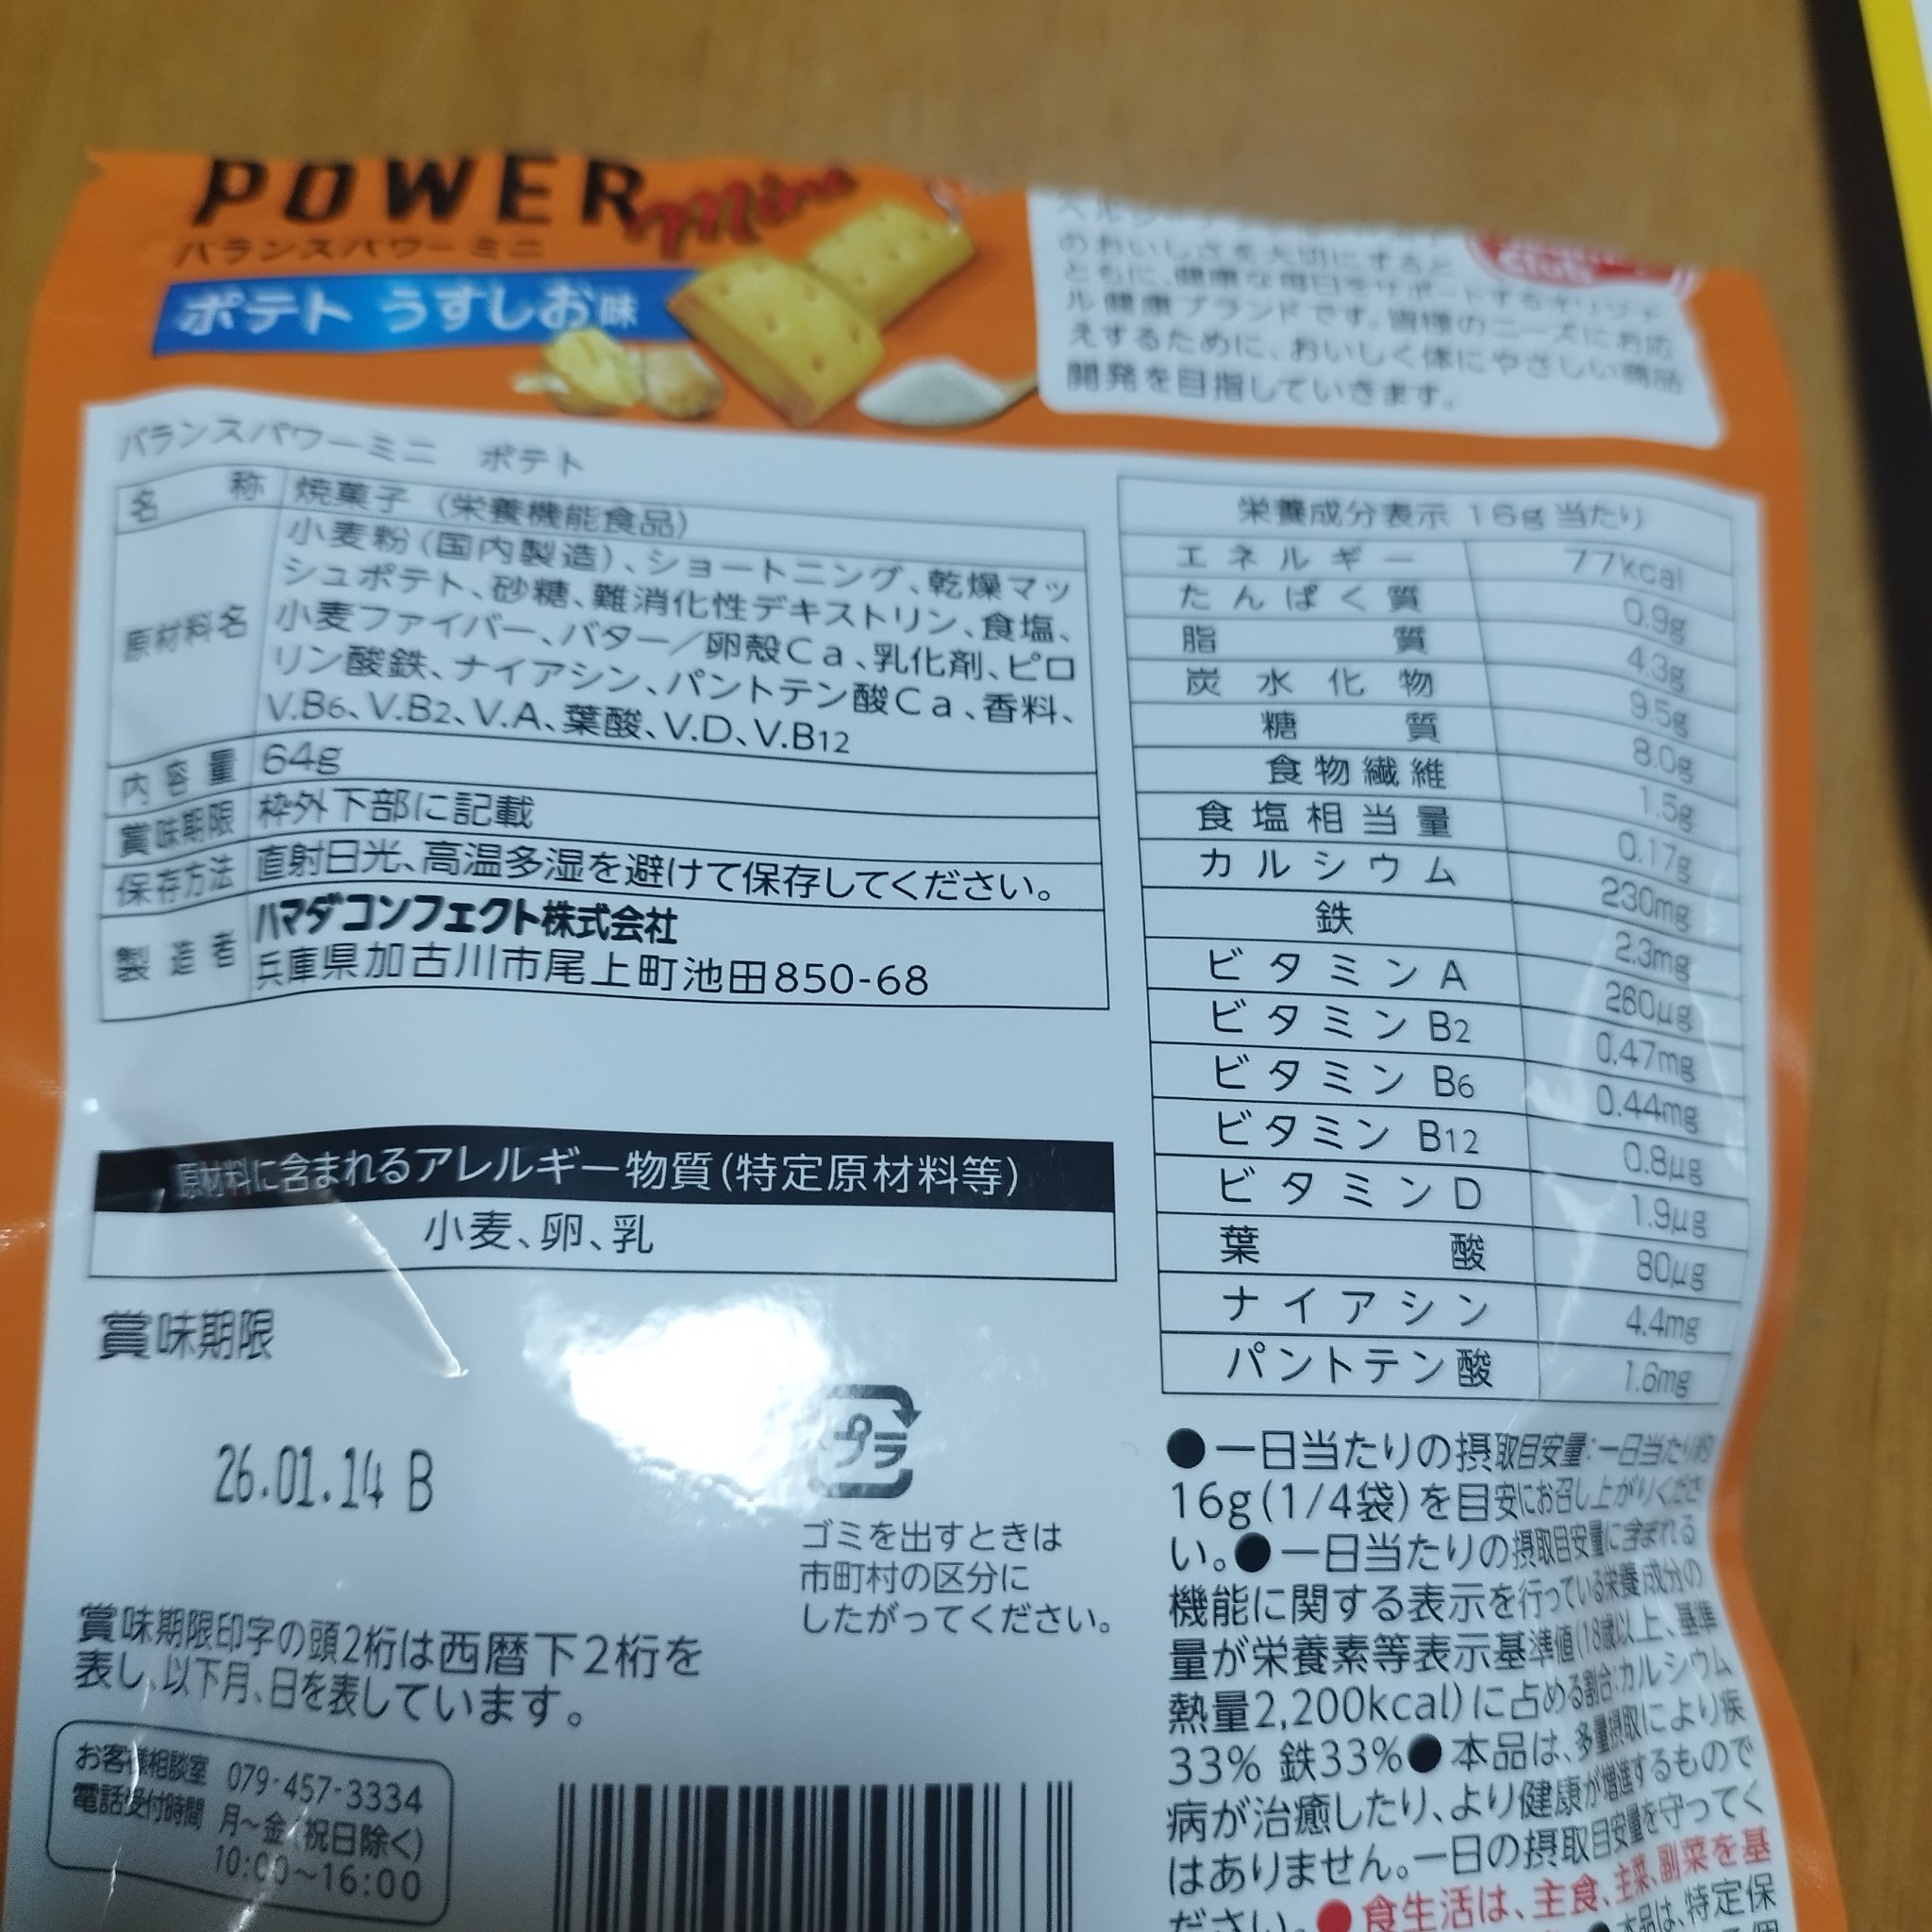 POWER mini
バランスパワーミニ
ポテト うすしお味
のおいしさを大切にすると
ともに、健康な毎日をサポートするオリジナ
ル健康ブランドです。皆様のニーズにお応
えするために、おいしく体にやさしい商品
開発を目指していきます。
バランスパワーミニ ポテト
名称 焼菓子(栄養機能食品)
原材料名 小麦粉(国内製造)、ショートニング、乾燥マッ
シュポテト、砂糖、難消化性デキストリン、食塩、
小麦ファイバー、バター/卵殻Ca、乳化剤、ピロ
リン酸鉄、ナイアシン、パントテン酸Ca、香料、
V.B6、V.B2、V.A、葉酸、V.D、V.B12
内容量 64g
賞味期限 枠外下部に記載
保存方法 直射日光、高温多湿を避けて保存してください。
製造者 ハマダコンフェクト株式会社
兵庫県加古川市尾上町池田850-68
原材料に含まれるアレルギー物質(特定原材料等)
小麦、卵、乳
賞味期限
26.01.14 B
プラ
ゴミを出すときは
市町村の区分に
したがってください。
賞味期限印字の頭2桁は西暦下2桁を
表し、以下月、日を表しています。
お客様相談室 079-457-3334
電話受付時間 月～金(祝日除く)
10:00～16:00
栄養成分表示 16g当たり
エネルギー 77kcal
たんぱく質 0.9g
脂質 4.3g
炭水化物 9.5g
糖質 8.0g
食物繊維 1.5g
食塩相当量 0.17g
カルシウム 230mg
鉄 2.3mg
ビタミンA 260μg
ビタミンB2 0.47mg
ビタミンB6 0.44mg
ビタミンB12 0.8μg
ビタミンD 1.9μg
葉酸 80μg
ナイアシン 4.4mg
パントテン酸 1.6mg
●一日当たりの摂取目安量:一日当たり約
16g(1/4袋)を目安にお召し上がりくださ
い。●一日当たりの摂取目安量に含まれる
機能に関する表示を行っている栄養成分の
量が栄養素等表示基準値(18歳以上、基準
熱量2,200kcal)に占める割合:カルシウム
33% 鉄33%●本品は、多量摂取により疾
病が治癒したり、より健康が増進するもので
はありません。一日の摂取目安量を守ってく
ださい。●食生活は、主食、主菜、副菜を基
●本品は、特定保